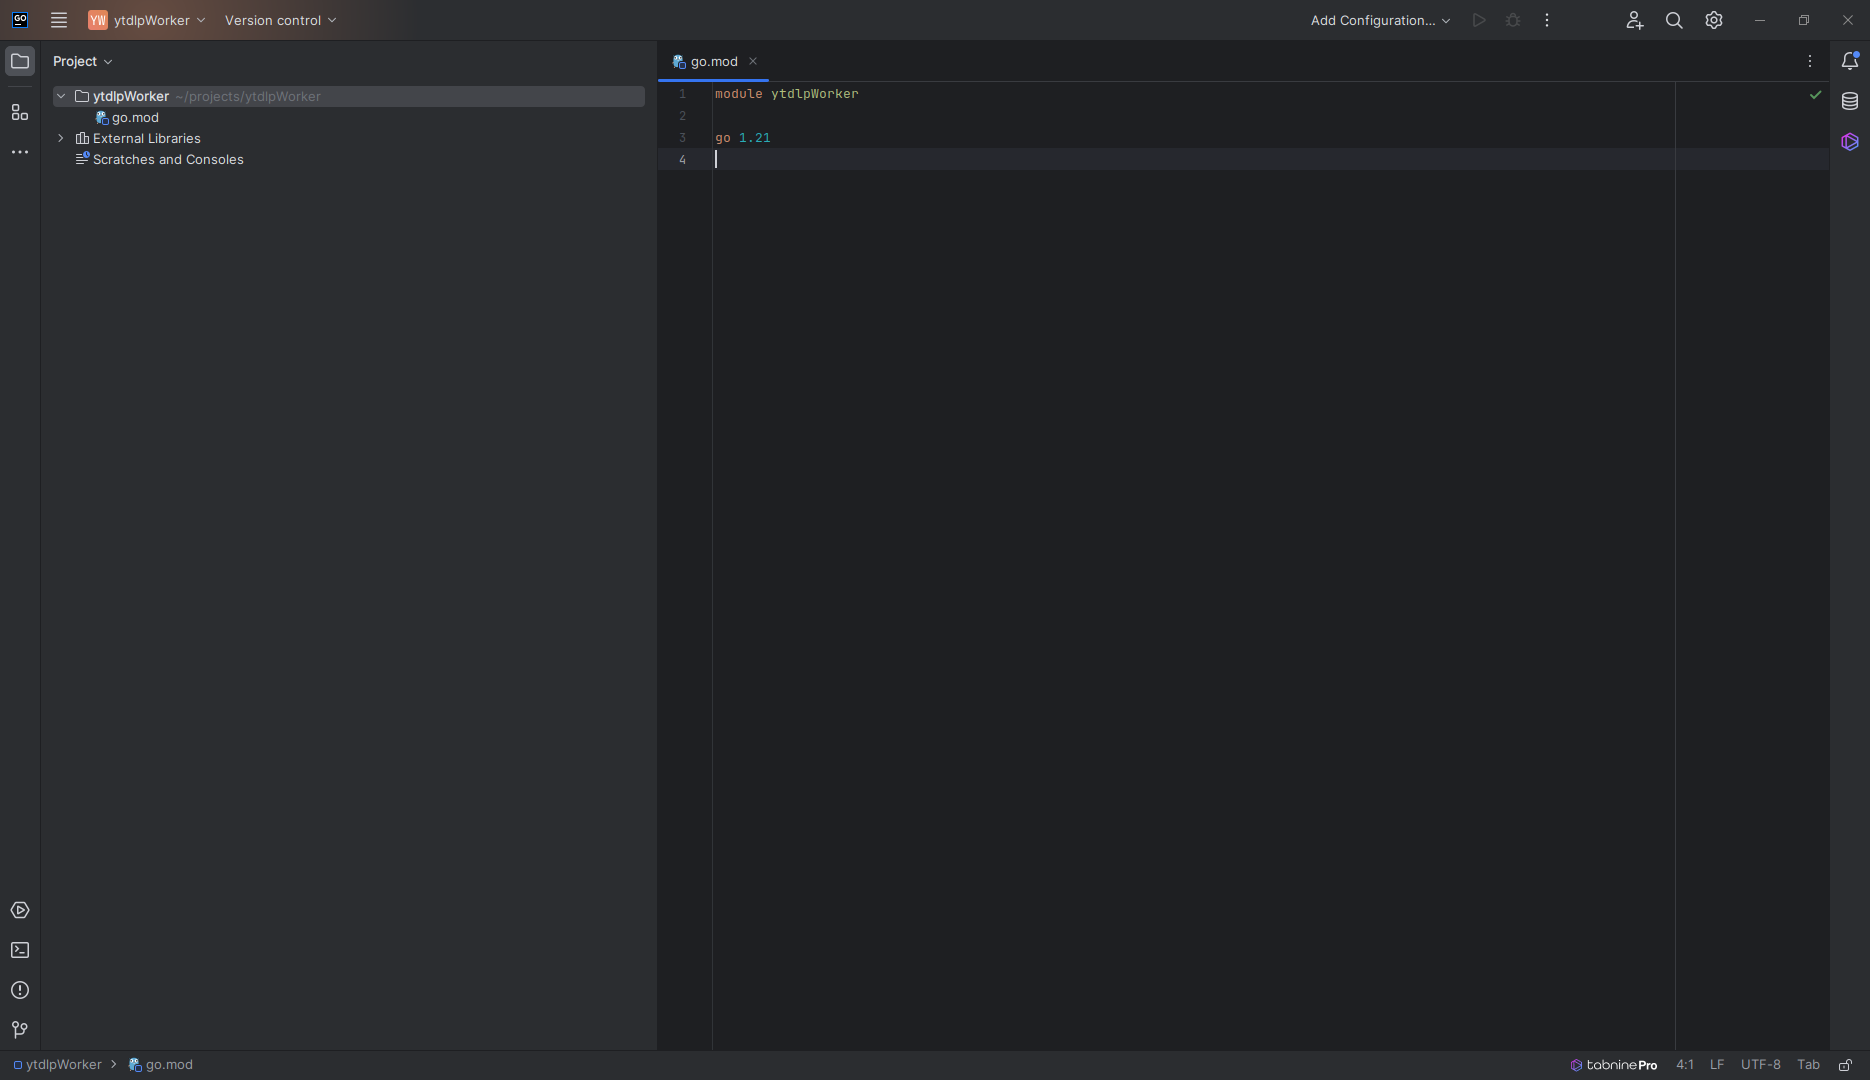 GO
YW ytdlpWorker
Version control
Add Configuration...
Project
go.mod
ytdlpWorker ~/projects/ytdlpWorker
go.mod
External Libraries
Scratches and Consoles
1 module ytdlpWorker
2
3 go 1.21
4
ytdlpWorker > go.mod
tabnine Pro
4:1
LF
UTF-8
Tab